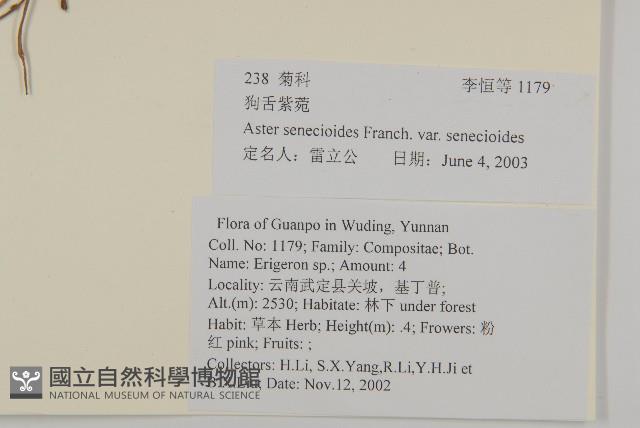 238 菊科 李恒等 1179
狗舌紫菀
Aster senecioides Franch. var. senecioides
定名人：雷立公 日期：June 4, 2003
Flora of Guanpo in Wuding, Yunnan
Coll. No: 1179; Family: Compositae; Bot.
Name: Erigeron sp.; Amount: 4
Locality: 云南武定县关坡，基丁普;
Alt.(m): 2530; Habitate: 林下 under forest
Habit: 草本 Herb; Height(m): .4; Frowers: 粉
红 pink; Fruits: ;
Collectors: H.Li, S.X.Yang,R.Li,Y.H.Ji et
Date: Nov.12, 2002
國立自然科學博物館
NATIONAL MUSEUM OF NATURAL SCIENCE